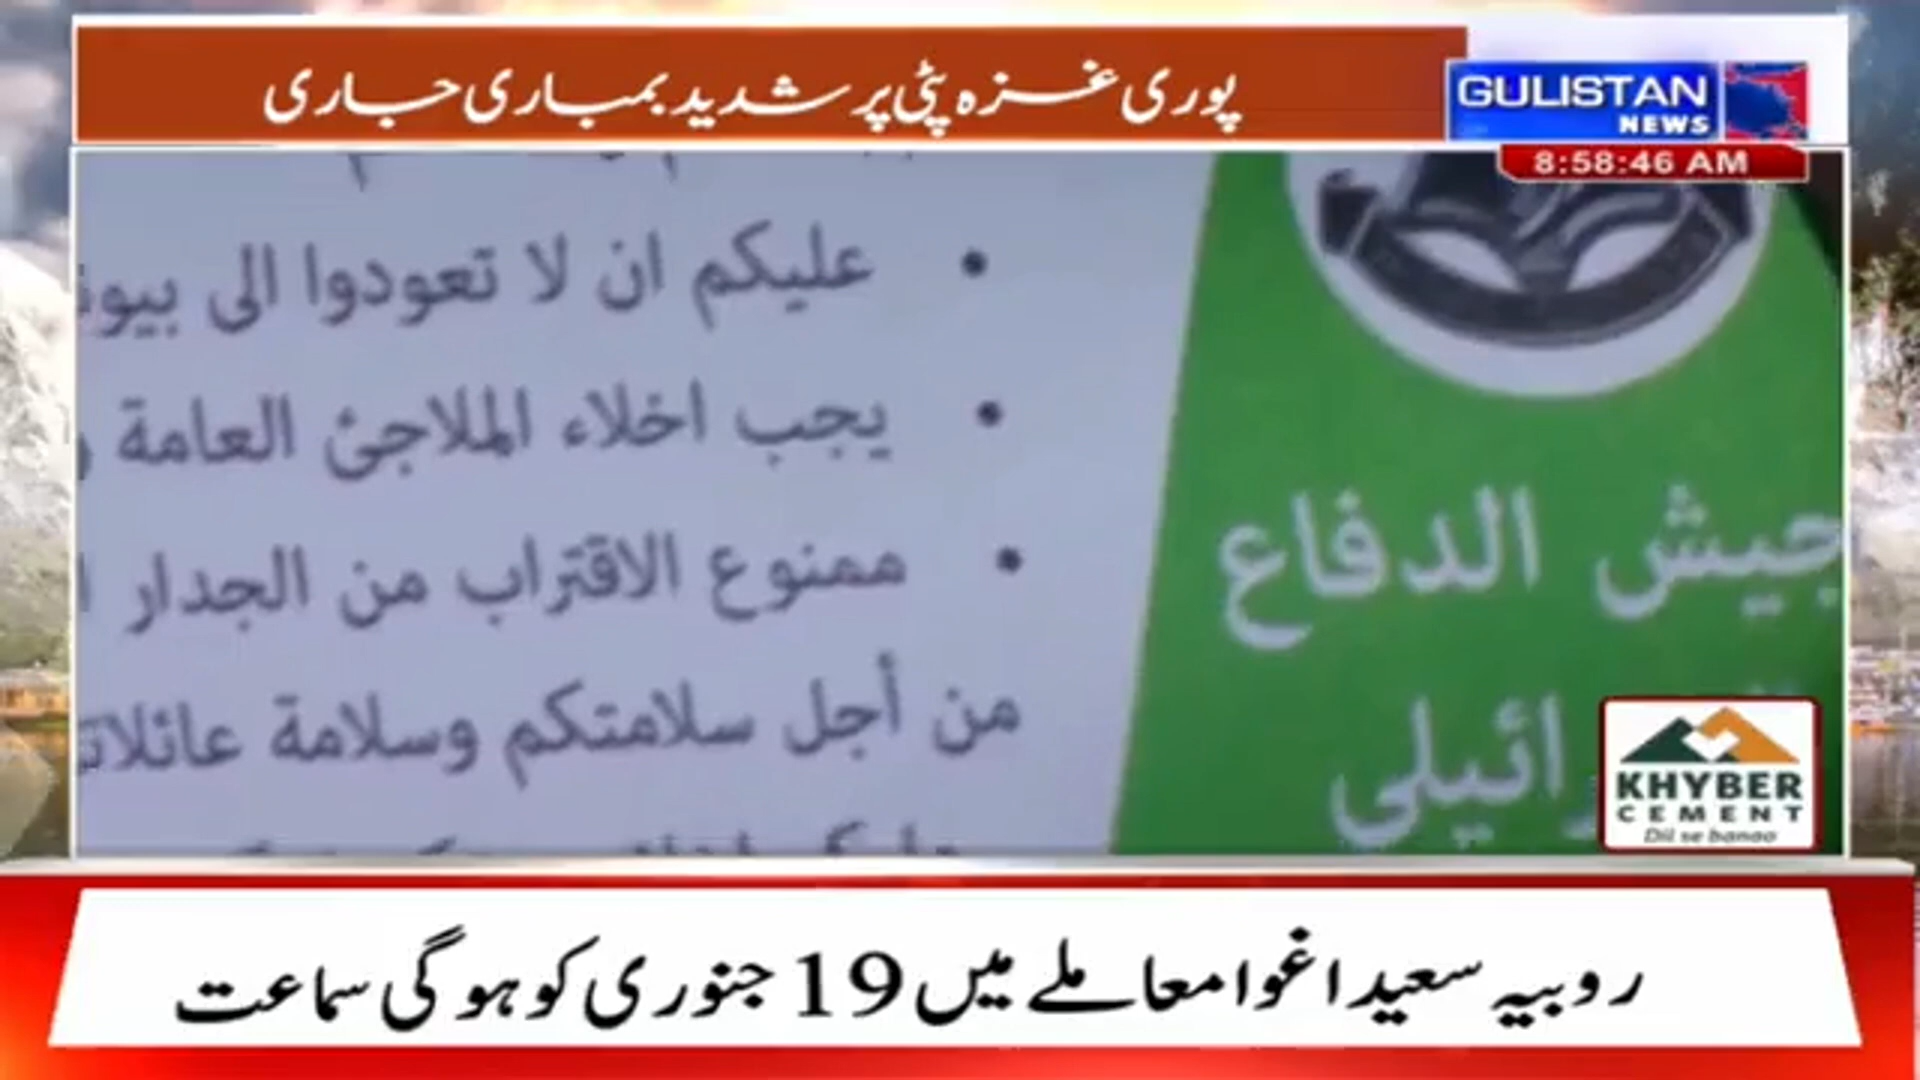 پوری غزہ پٹی پر شدید بمباری جاری
GULISTAN
NEWS
8:58:46 AM
عليكم ان لا تعودوا الى
يجب اخلاء الملاجئ العامة
ممنوع الاقتراب من الجدار
من أجل سلامتكم وسلامة
جيش الدفاع
KHYBER
CEMENT
Dil se banao
روبیہ سعید اغوا معاملے میں 19 جنوری کو ہوگی سماعت